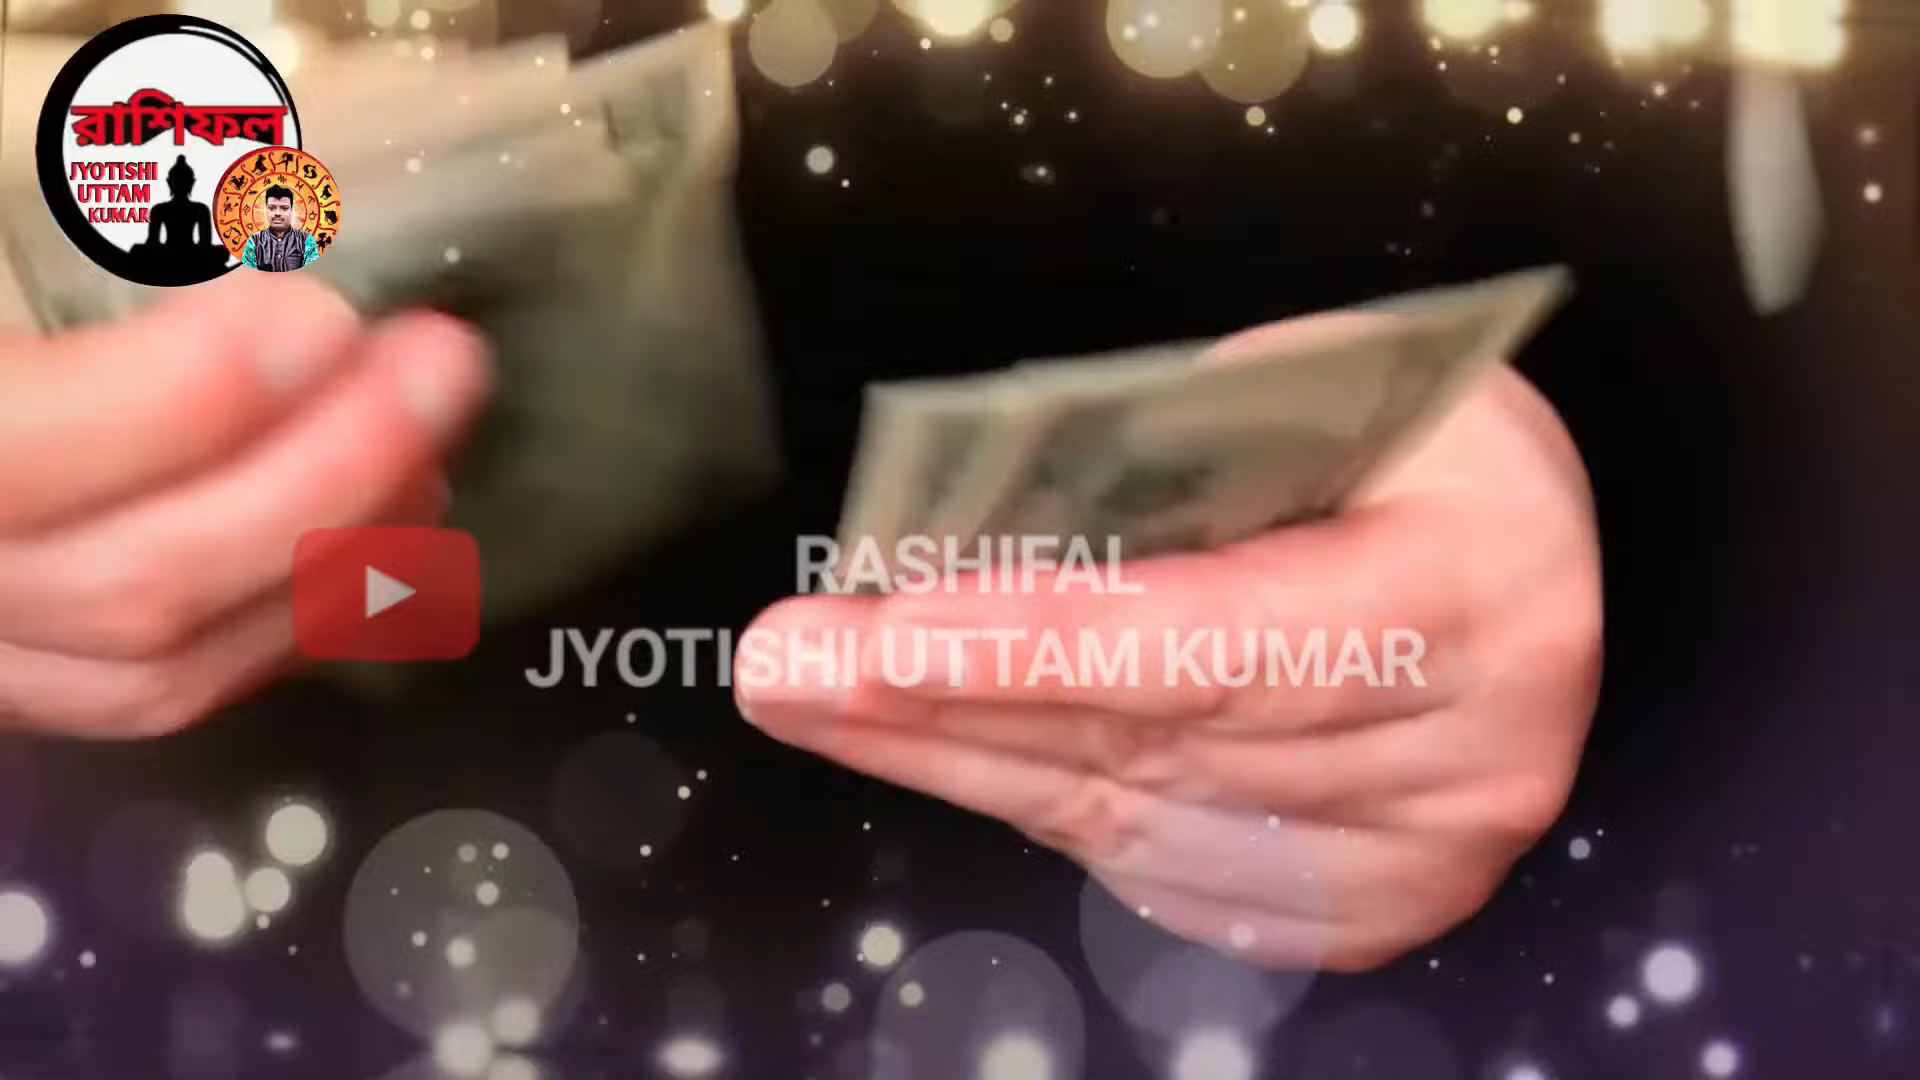 রাশিফল
JYOTISHI
UTTAM
KUMAR
RASHIFAL
JYOTISHI UTTAM KUMAR